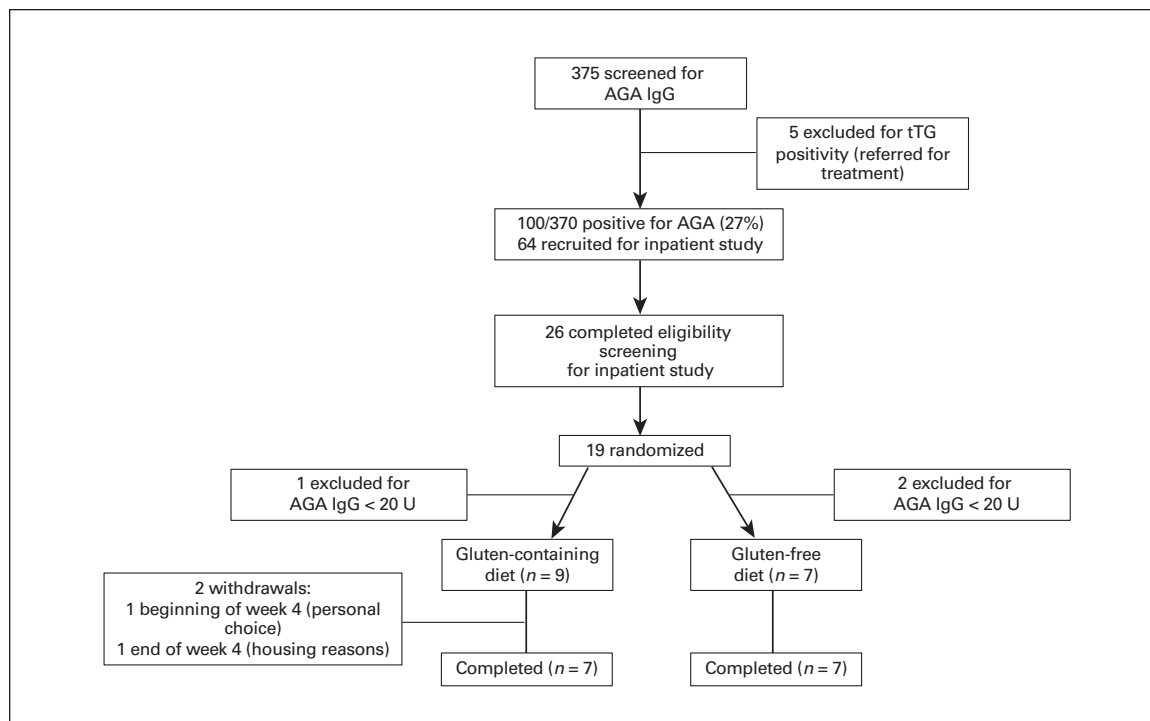 375 screened for
AGA IgG
5 excluded for tTG
positivity (referred for
treatment)
100/370 positive for AGA (27%)
64 recruited for inpatient study
26 completed eligibility
screening
for inpatient study
19 randomized
1 excluded for
AGA IgG < 20 U
2 excluded for
AGA IgG < 20 U
Gluten-containing
diet (n = 9)
Gluten-free
diet (n = 7)
2 withdrawals:
1 beginning of week 4 (personal
choice)
1 end of week 4 (housing reasons)
Completed (n = 7)
Completed (n = 7)